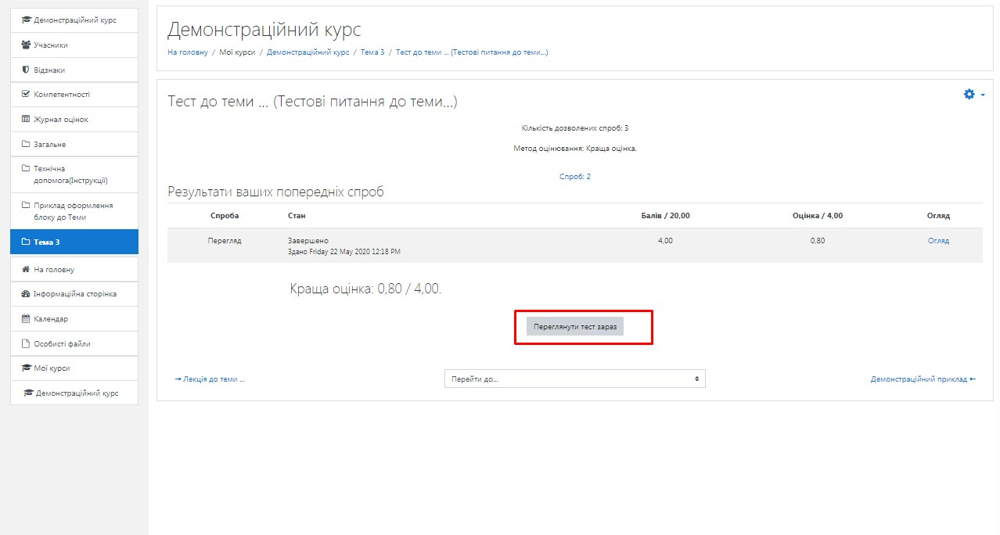 Демонстраційний курс
Учасники
Відзнаки
Компетентності
Журнал оцінок
Загальне
Технічна
допомога(Інструкції)
Приклад оформлення
блоку до Теми
Тема 3
На головну
Інформаційна сторінка
Календар
Особисті файли
Мої курси
Демонстраційний курс
Демонстраційний курс
На головну / Мої курси / Демонстраційний курс / Тема 3 / Тест до теми ... (Тестові питання до теми...)
Тест до теми ... (Тестові питання до теми...)
Кількість дозволених спроб: 3
Метод оцінювання: Краща оцінка.
Спроб: 2
Результати ваших попередніх спроб
Спроба Стан Балів / 20,00 Оцінка / 4,00 Огляд
Перегляд Завершено 4,00 0,80 Огляд
Здано Friday 22 May 2020 12:18 PM
Краща оцінка: 0,80 / 4,00.
Переглянути тест зараз
→ Лекція до теми ... Перейти до... Демонстраційний приклад ←